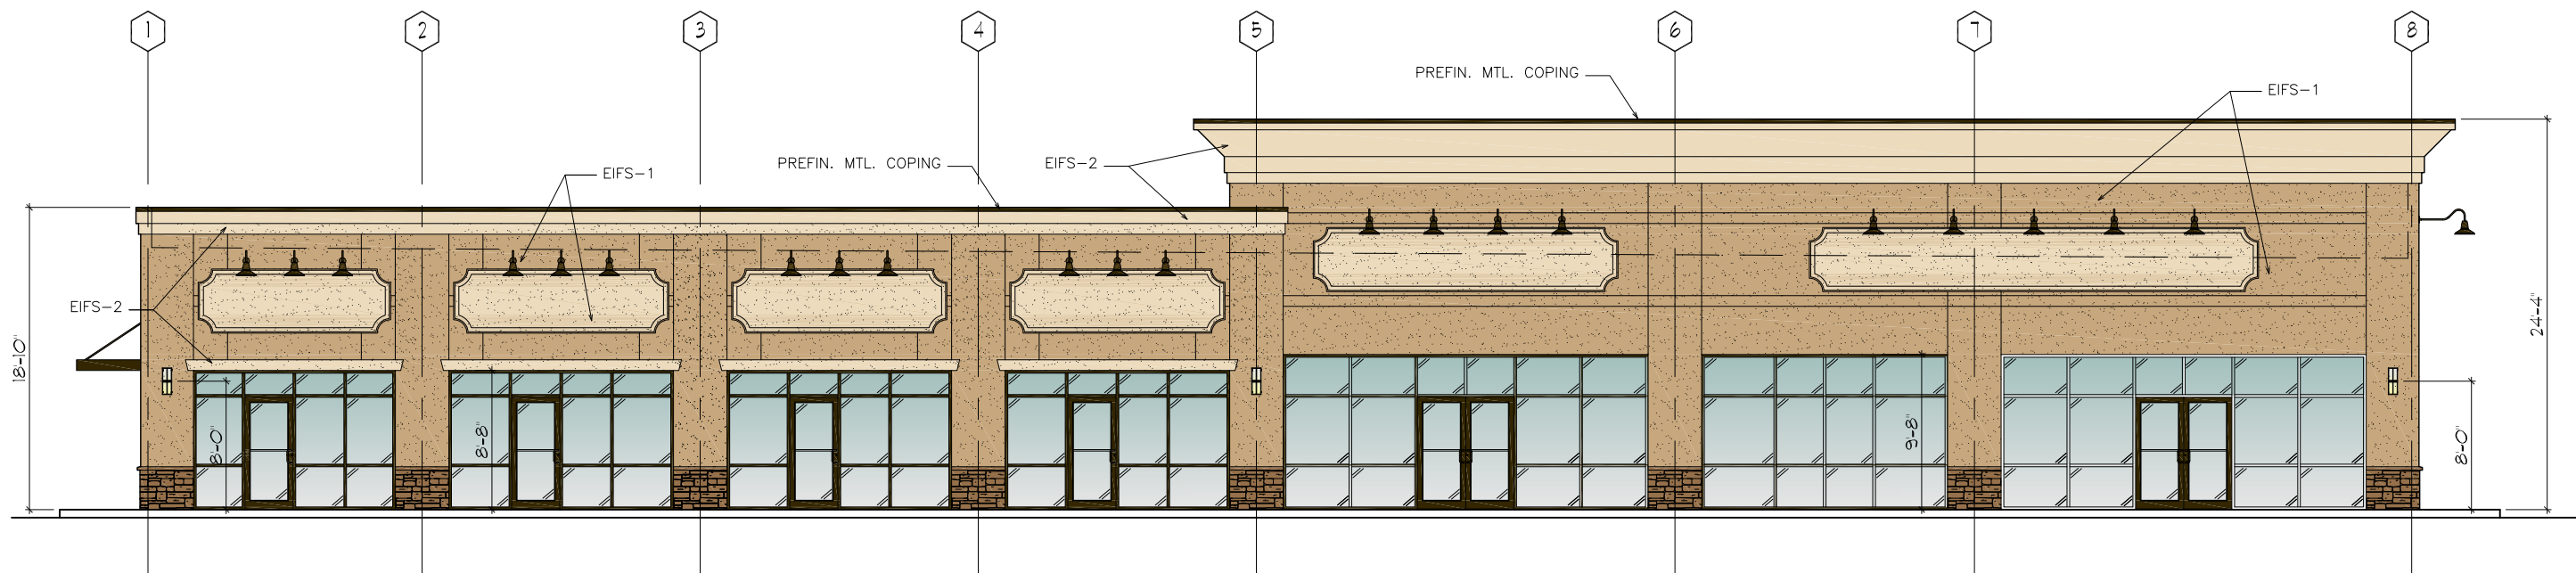 1
2
3
4
5
6
7
8
PREFIN. MTL. COPING
EIFS-1
PREFIN. MTL. COPING
EIFS-2
EIFS-1
EIFS-2
18'-10"
24'-4"
8'-0"
8'-8"
9'-8"
8'-0"